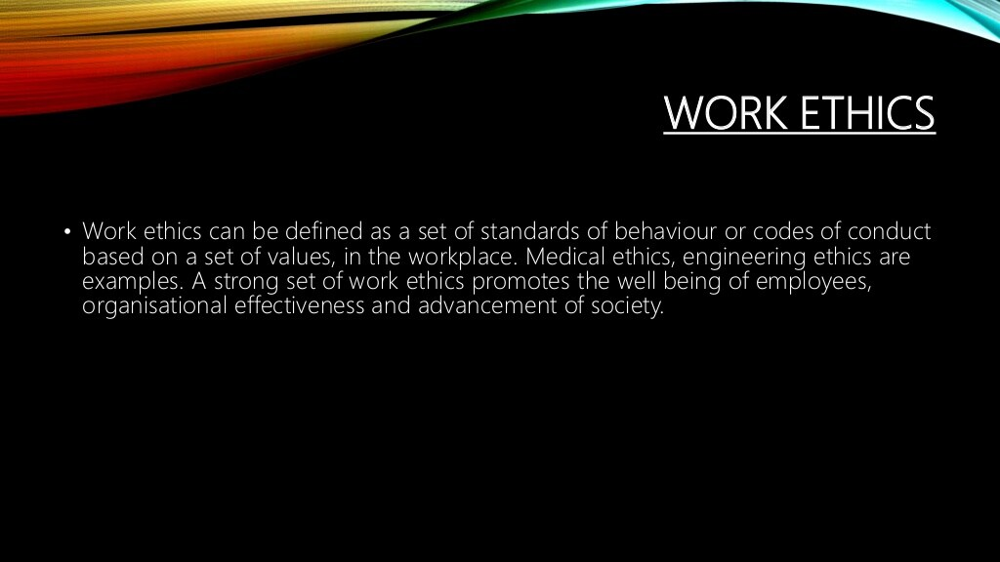 WORK ETHICS
• Work ethics can be defined as a set of standards of behaviour or codes of conduct
based on a set of values, in the workplace. Medical ethics, engineering ethics are
examples. A strong set of work ethics promotes the well being of employees,
organisational effectiveness and advancement of society.